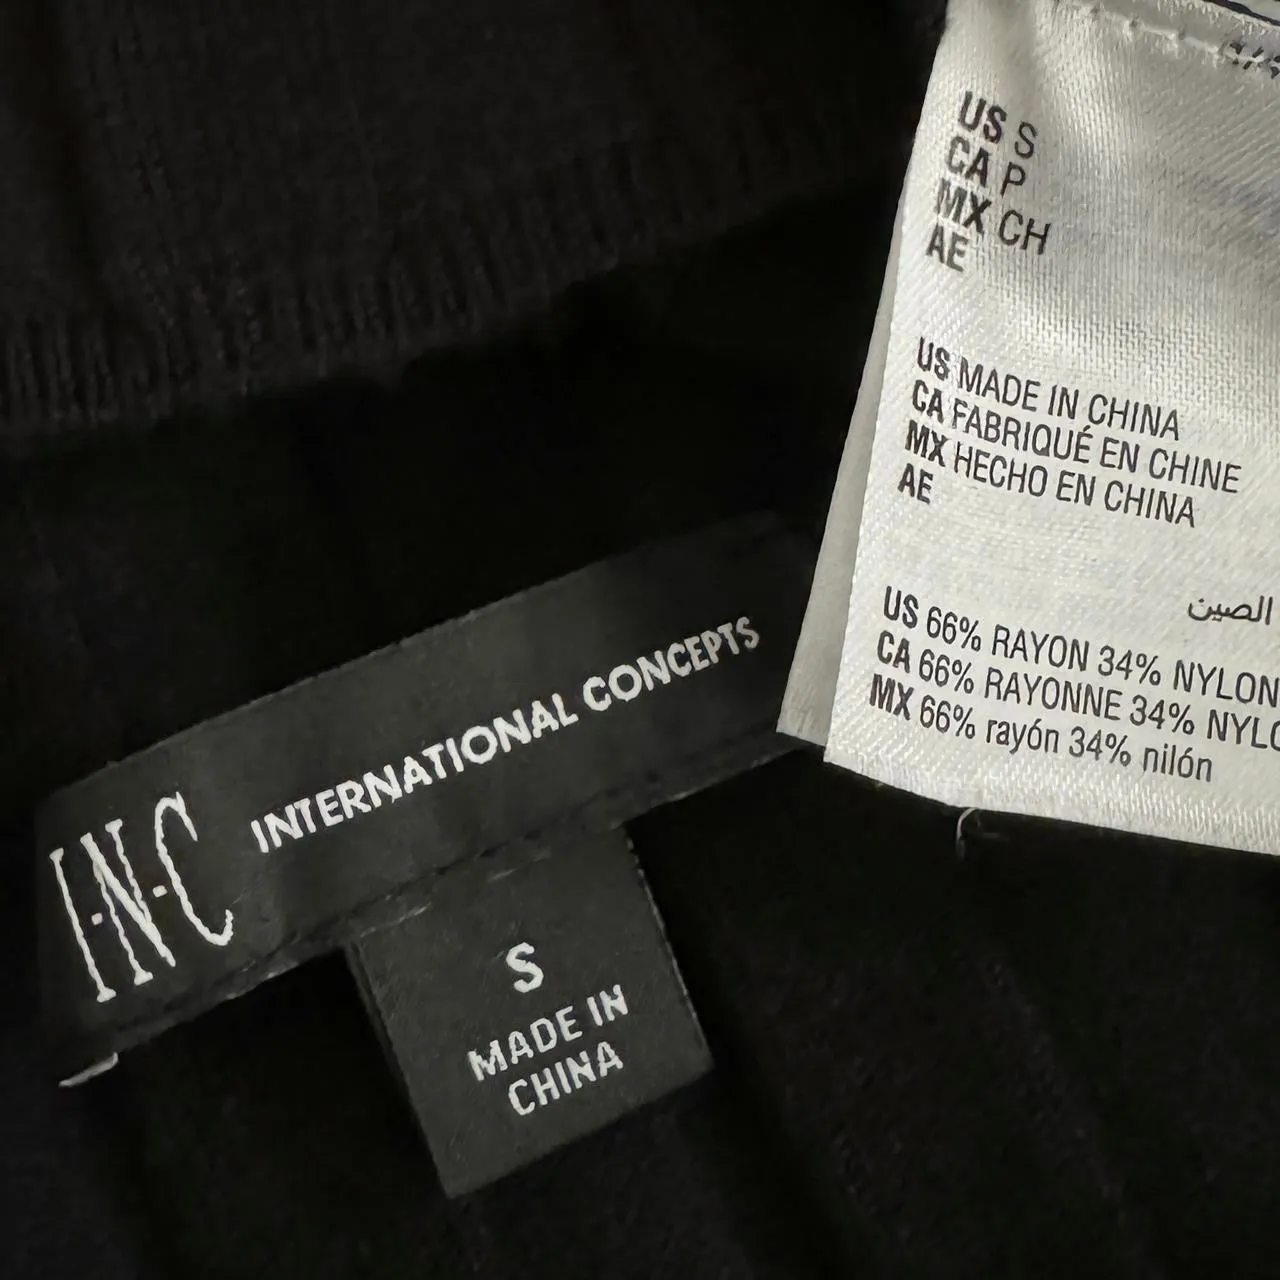 US S
CA P
MX CH
AE
US MADE IN CHINA
CA FABRIQUÉ EN CHINE
MX HECHO EN CHINA
AE
الصين
US 66% RAYON 34% NYLON
CA 66% RAYONNE 34% NYLO
MX 66% rayón 34% nilón
I·N·C INTERNATIONAL CONCEPTS
S
MADE IN
CHINA